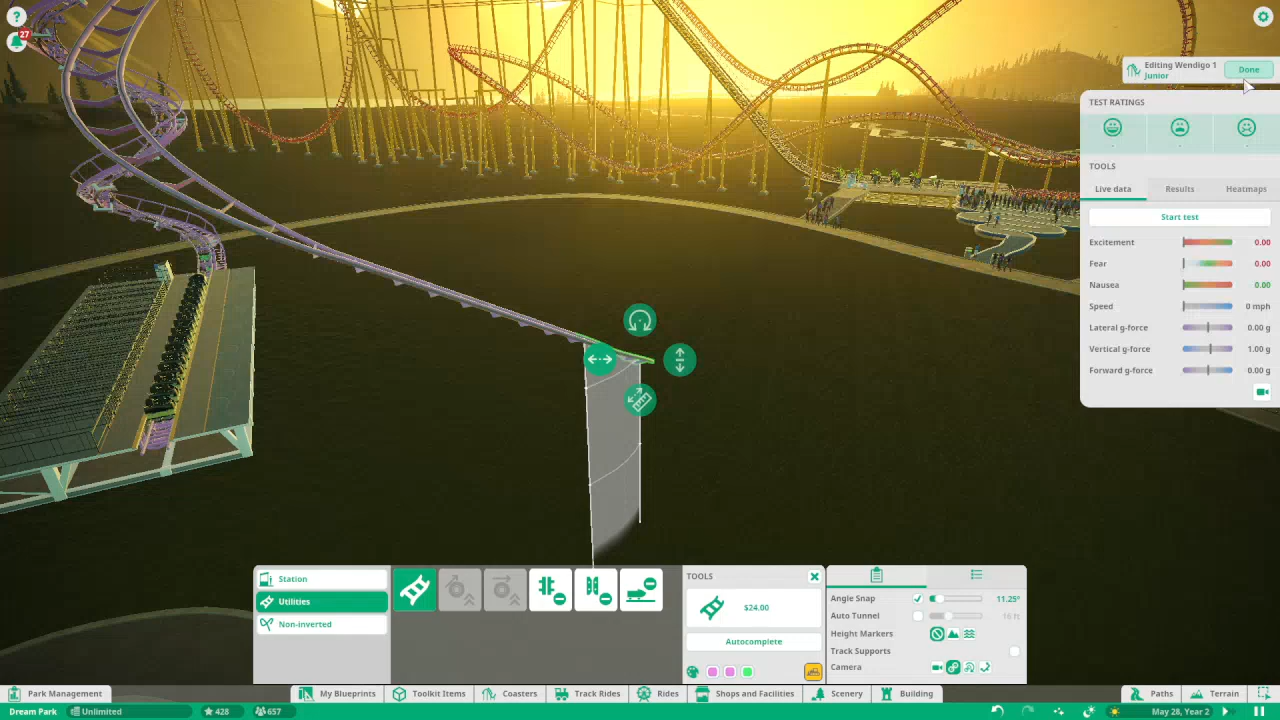 ?
27
Editing Wendigo 1
Junior
Done
TEST RATINGS
-
-
-
TOOLS
Live data
Results
Heatmaps
Start test
Excitement
0.00
Fear
0.00
Nausea
0.00
Speed
0 mph
Lateral g-force
0.00 g
Vertical g-force
1.00 g
Forward g-force
0.00 g
Station
Utilities
Non-inverted
TOOLS
$24.00
Autocomplete
Angle Snap
11.25°
Auto Tunnel
16 ft
Height Markers
Track Supports
Camera
Park Management
My Blueprints
Toolkit Items
Coasters
Track Rides
Rides
Shops and Facilities
Scenery
Building
Paths
Terrain
Dream Park
Unlimited
428
657
May 28, Year 2